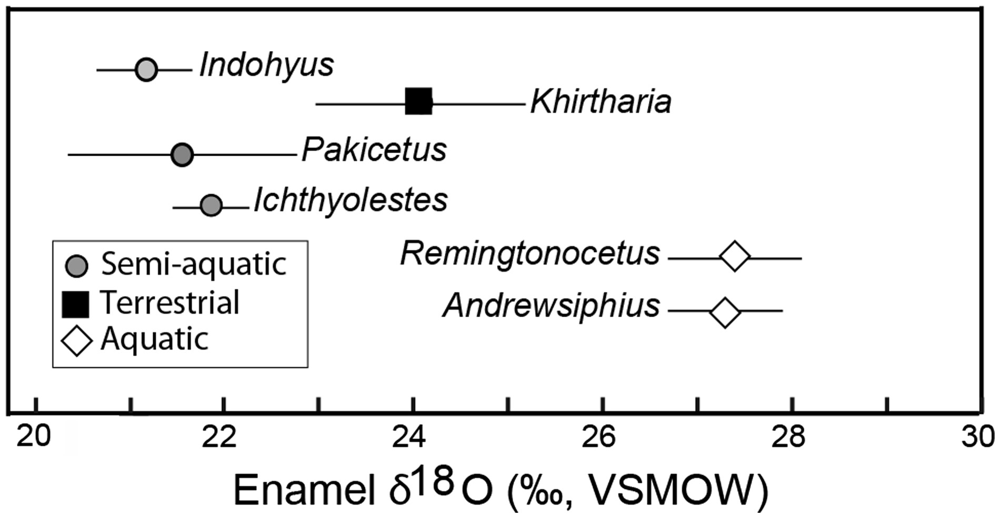 Indohyus
Khirtharia
Pakicetus
Ichthyolestes
Remingtonocetus
Andrewsiphius
Semi-aquatic
Terrestrial
Aquatic
20 22 24 26 28 30
Enamel δ18O (‰, VSMOW)